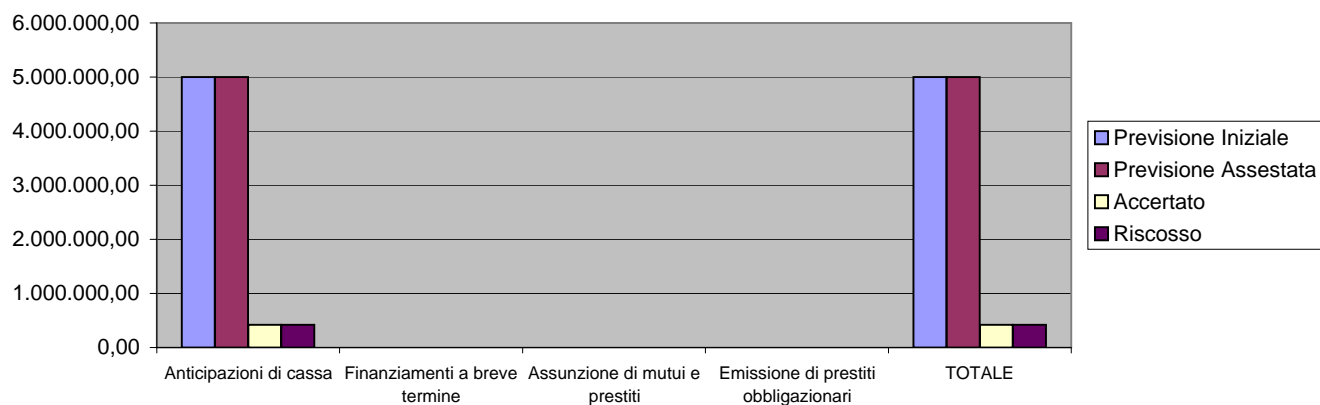 6.000.000,00
5.000.000,00
4.000.000,00
3.000.000,00
2.000.000,00
1.000.000,00
0,00
Anticipazioni di cassa
Finanziamenti a breve
termine
Assunzione di mutui e
prestiti
Emissione di prestiti
obbligazionari
TOTALE
Previsione Iniziale
Previsione Assestata
Accertato
Riscosso